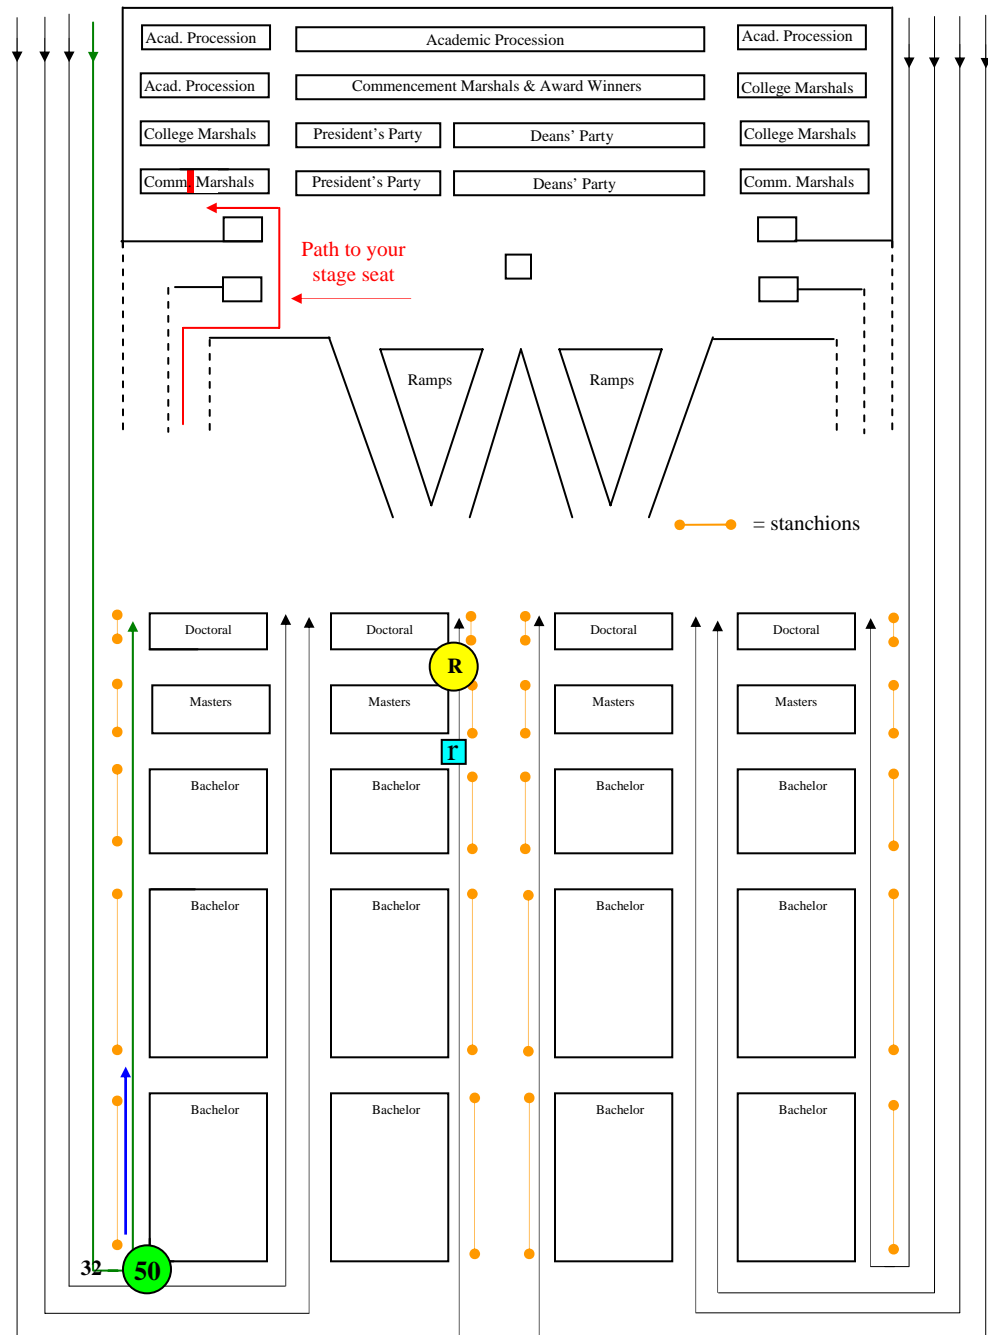 Acad. Procession
Academic Procession
Acad. Procession
Acad. Procession
Commencement Marshals & Award Winners
College Marshals
College Marshals
President's Party
Deans' Party
College Marshals
Comm. Marshals
President's Party
Deans' Party
Comm. Marshals
Path to your
stage seat
Ramps
Ramps
= stanchions
Doctoral
Doctoral
Doctoral
Doctoral
R
Masters
Masters
Masters
Masters
r
Bachelor
Bachelor
Bachelor
Bachelor
Bachelor
Bachelor
Bachelor
Bachelor
Bachelor
Bachelor
Bachelor
Bachelor
32
50